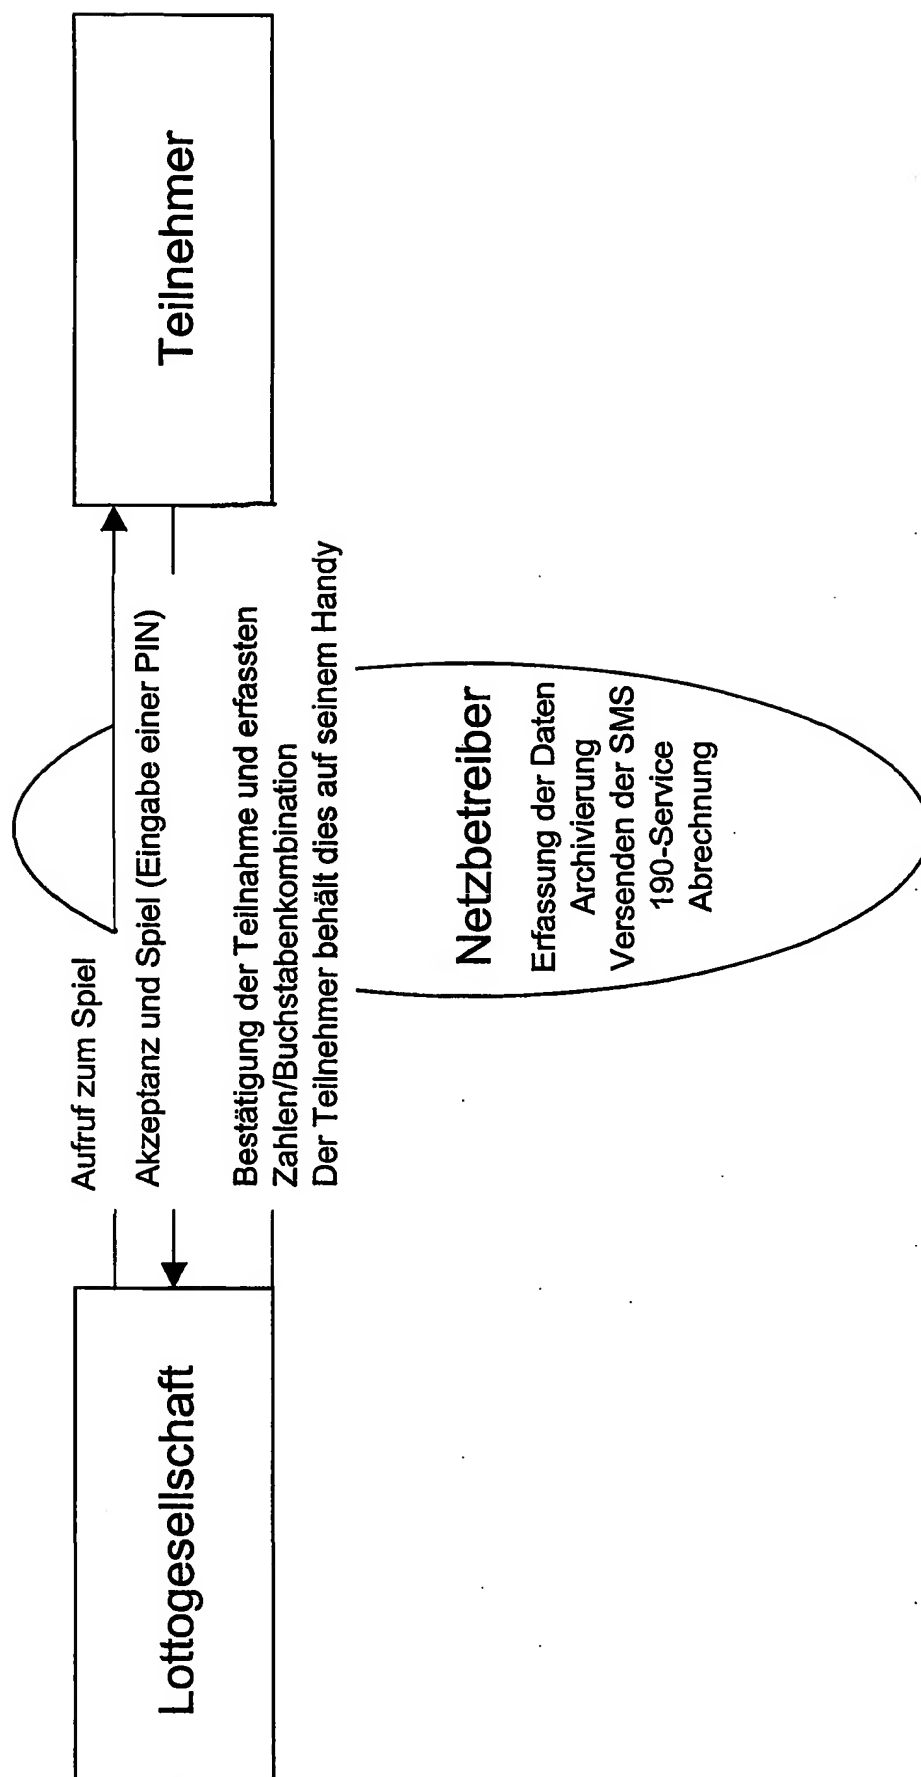 Lottogesellschaft
Aufruf zum Spiel
Akzeptanz und Spiel (Eingabe einer PIN)
Bestätigung der Teilnahme und erfassten
Zahlen/Buchstabenkombination
Der Teilnehmer behält dies auf seinem Handy
Teilnehmer
Netzbetreiber
Erfassung der Daten
Archivierung
Versenden der SMS
190-Service
Abrechnung